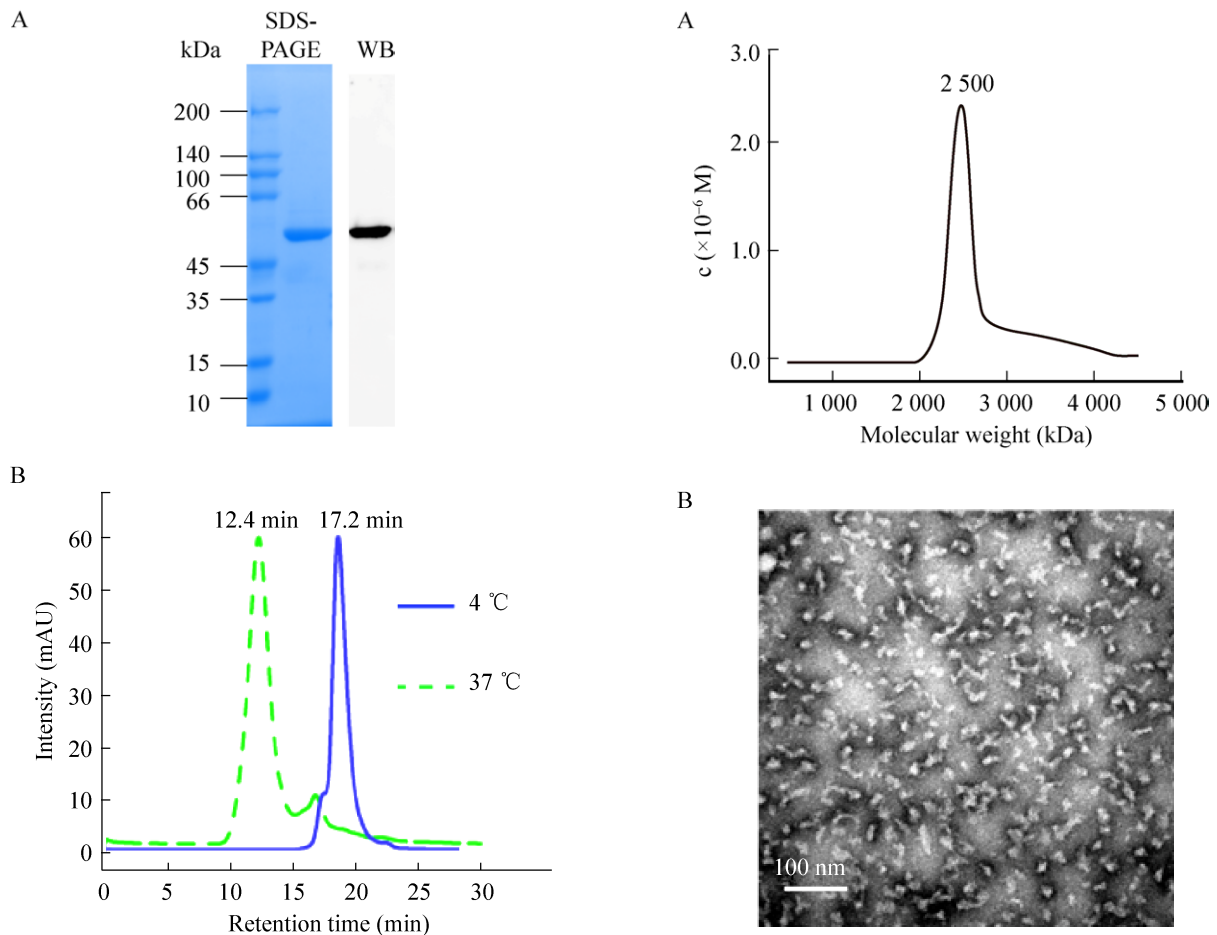 A
SDS-
PAGE
kDa
WB
200
140
100
66
45
35
15
10
B
12.4 min
17.2 min
60
50
40
30
20
10
0
Intensity (mAU)
4 ℃
37 ℃
0 5 10 15 20 25 30
Retention time (min)
A
3.0
2.0
1.0
0.0
c (×10⁻⁶ M)
2 500
1 000 2 000 3 000 4 000 5 000
Molecular weight (kDa)
B
100 nm